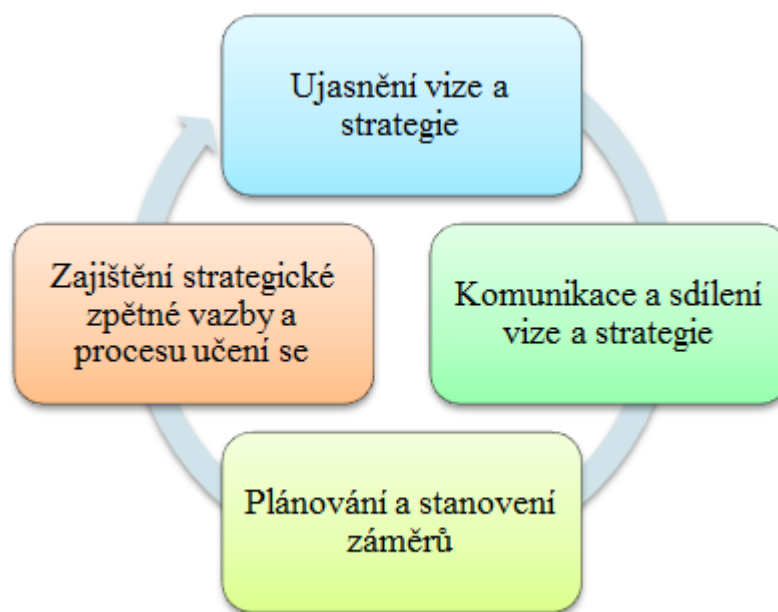 Ujasnění vize a
strategie
Komunikace a sdílení
vize a strategie
Plánování a stanovení
záměrů
Zajištění strategické
zpětné vazby a
procesu učení se